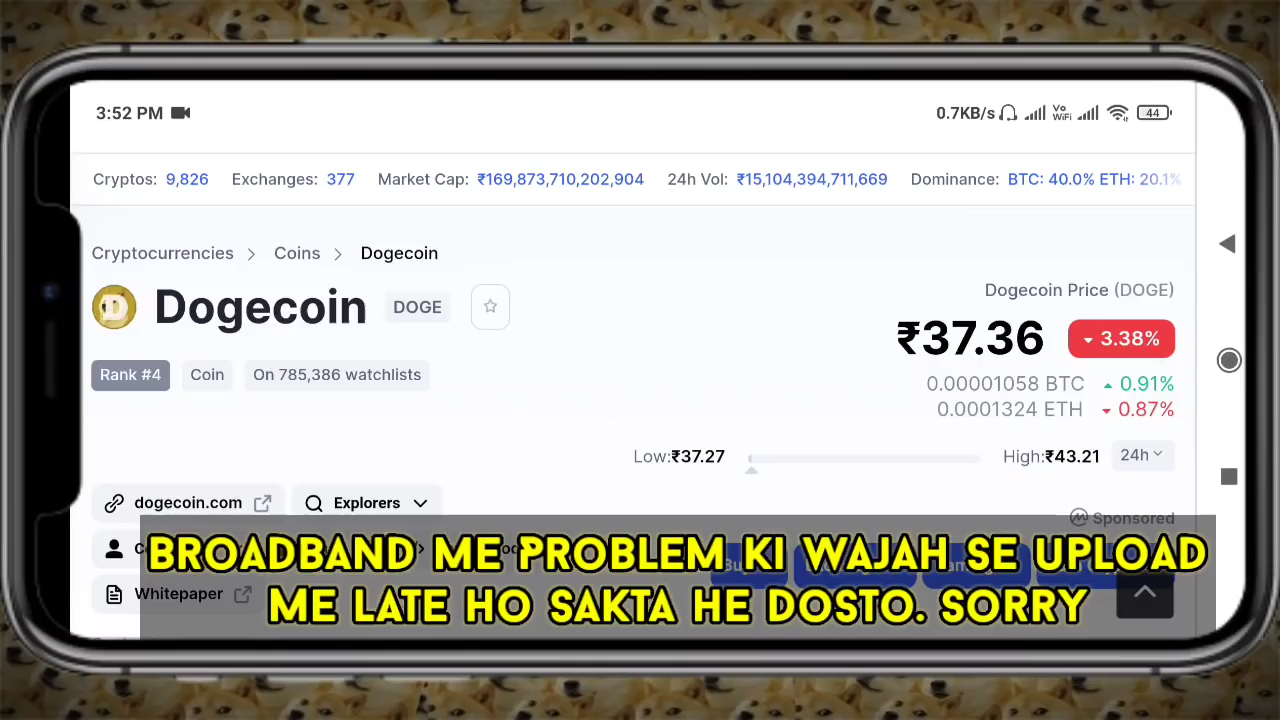 3:52 PM
0.7KB/s Vo WiFi 44
Cryptos: 9,826 Exchanges: 377 Market Cap: ₹169,873,710,202,904 24h Vol: ₹15,104,394,711,669 Dominance: BTC: 40.0% ETH: 20.1%
Cryptocurrencies > Coins > Dogecoin
Dogecoin DOGE
Rank #4 Coin On 785,386 watchlists
Dogecoin Price (DOGE)
₹37.36 3.38%
0.00001058 BTC 0.91%
0.0001324 ETH 0.87%
Low:₹37.27 High:₹43.21 24h
dogecoin.com Explorers
Sponsored
Buy
Whitepaper
BROADBAND ME PROBLEM KI WAJAH SE UPLOAD
ME LATE HO SAKTA HE DOSTO. SORRY